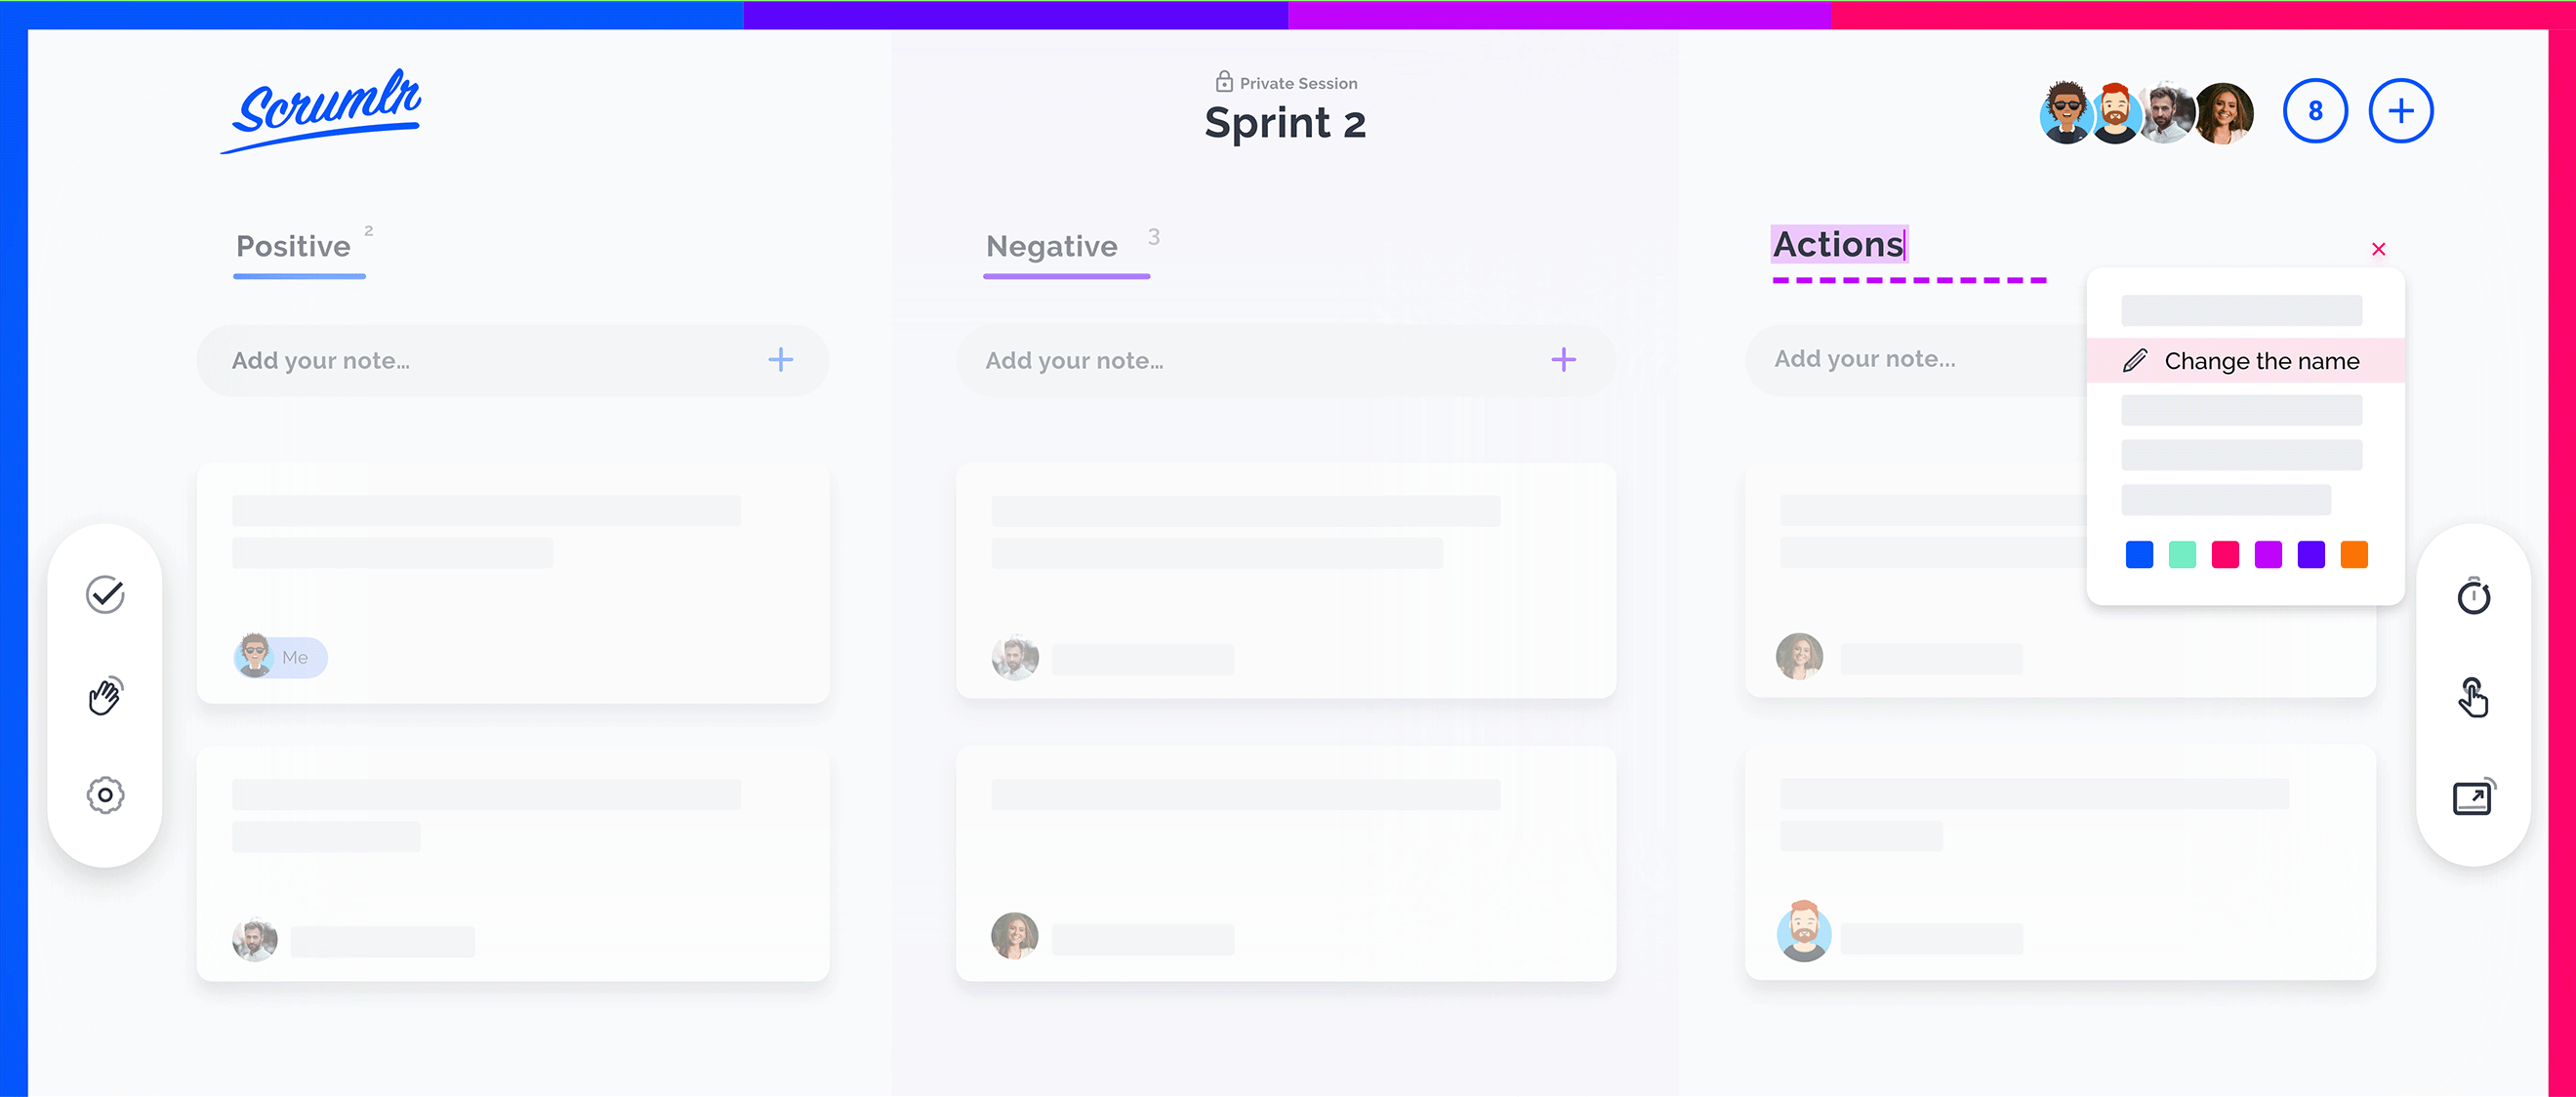 Scrumlr
Private Session
Sprint 2
8
Positive 2
Negative 3
Actions
Add your note...
Add your note...
Add your note...
Change the name
Me